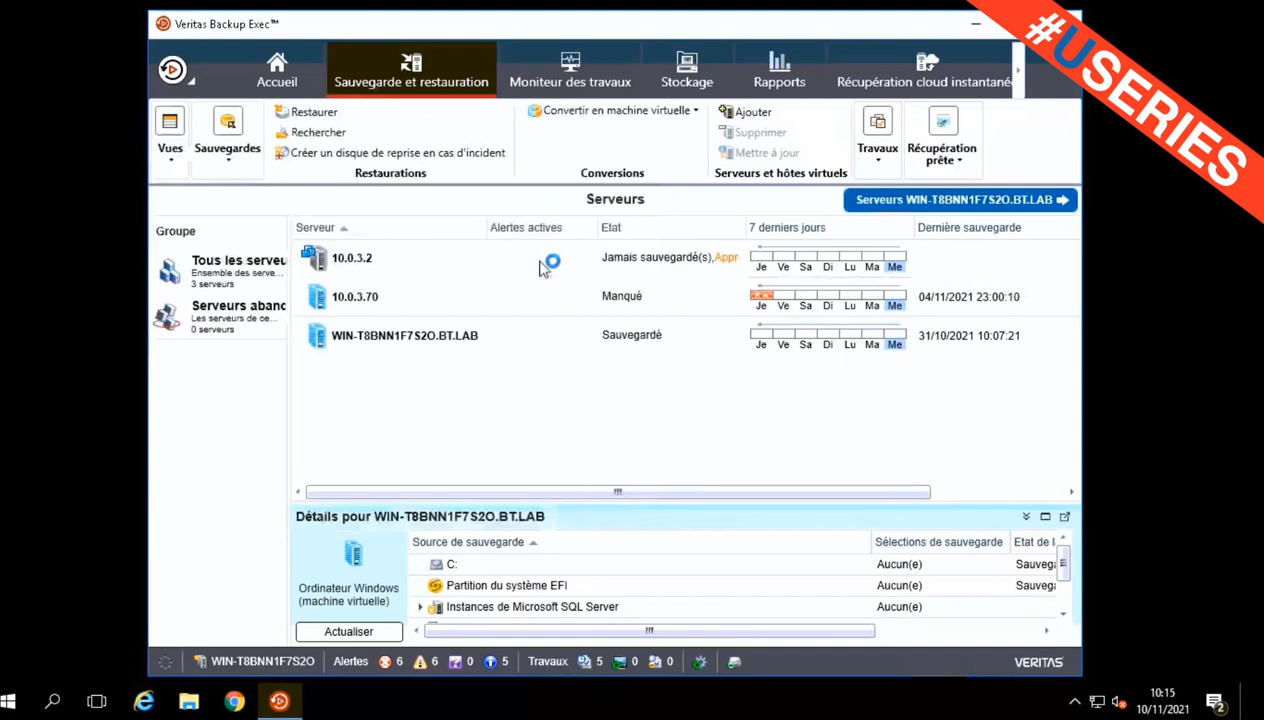 Veritas Backup Exec™
#USERIES
Accueil
Sauvegarde et restauration
Moniteur des travaux
Stockage
Rapports
Récupération cloud instantané
Vues
Sauvegardes
Restaurer
Rechercher
Créer un disque de reprise en cas d'incident
Restaurations
Convertir en machine virtuelle
Conversions
Ajouter
Supprimer
Mettre à jour
Serveurs et hôtes virtuels
Travaux
Récupération
prête
Serveurs
Serveurs WIN-T8BNN1F7S2O.BT.LAB
Groupe
Tous les serveu
Ensemble des serve...
3 serveurs
Serveurs aband
Les serveurs de ce...
0 serveurs
Serveur
Alertes actives
Etat
7 derniers jours
Dernière sauvegarde
10.0.3.2
Jamais sauvegardé(s),Appr
Je Ve Sa Di Lu Ma Me
10.0.3.70
Manqué
Je Ve Sa Di Lu Ma Me
04/11/2021 23:00:10
WIN-T8BNN1F7S2O.BT.LAB
Sauvegardé
Je Ve Sa Di Lu Ma Me
31/10/2021 10:07:21
Détails pour WIN-T8BNN1F7S2O.BT.LAB
Ordinateur Windows
(machine virtuelle)
Actualiser
Source de sauvegarde
Sélections de sauvegarde
Etat de l
C:
Aucun(e)
Sauvega
Partition du système EFI
Aucun(e)
Sauvega
Instances de Microsoft SQL Server
Aucun(e)
Sauvega
WIN-T8BNN1F7S2O
Alertes 6 6 0 5
Travaux 5 0 0
VERITAS
10:15
10/11/2021
2